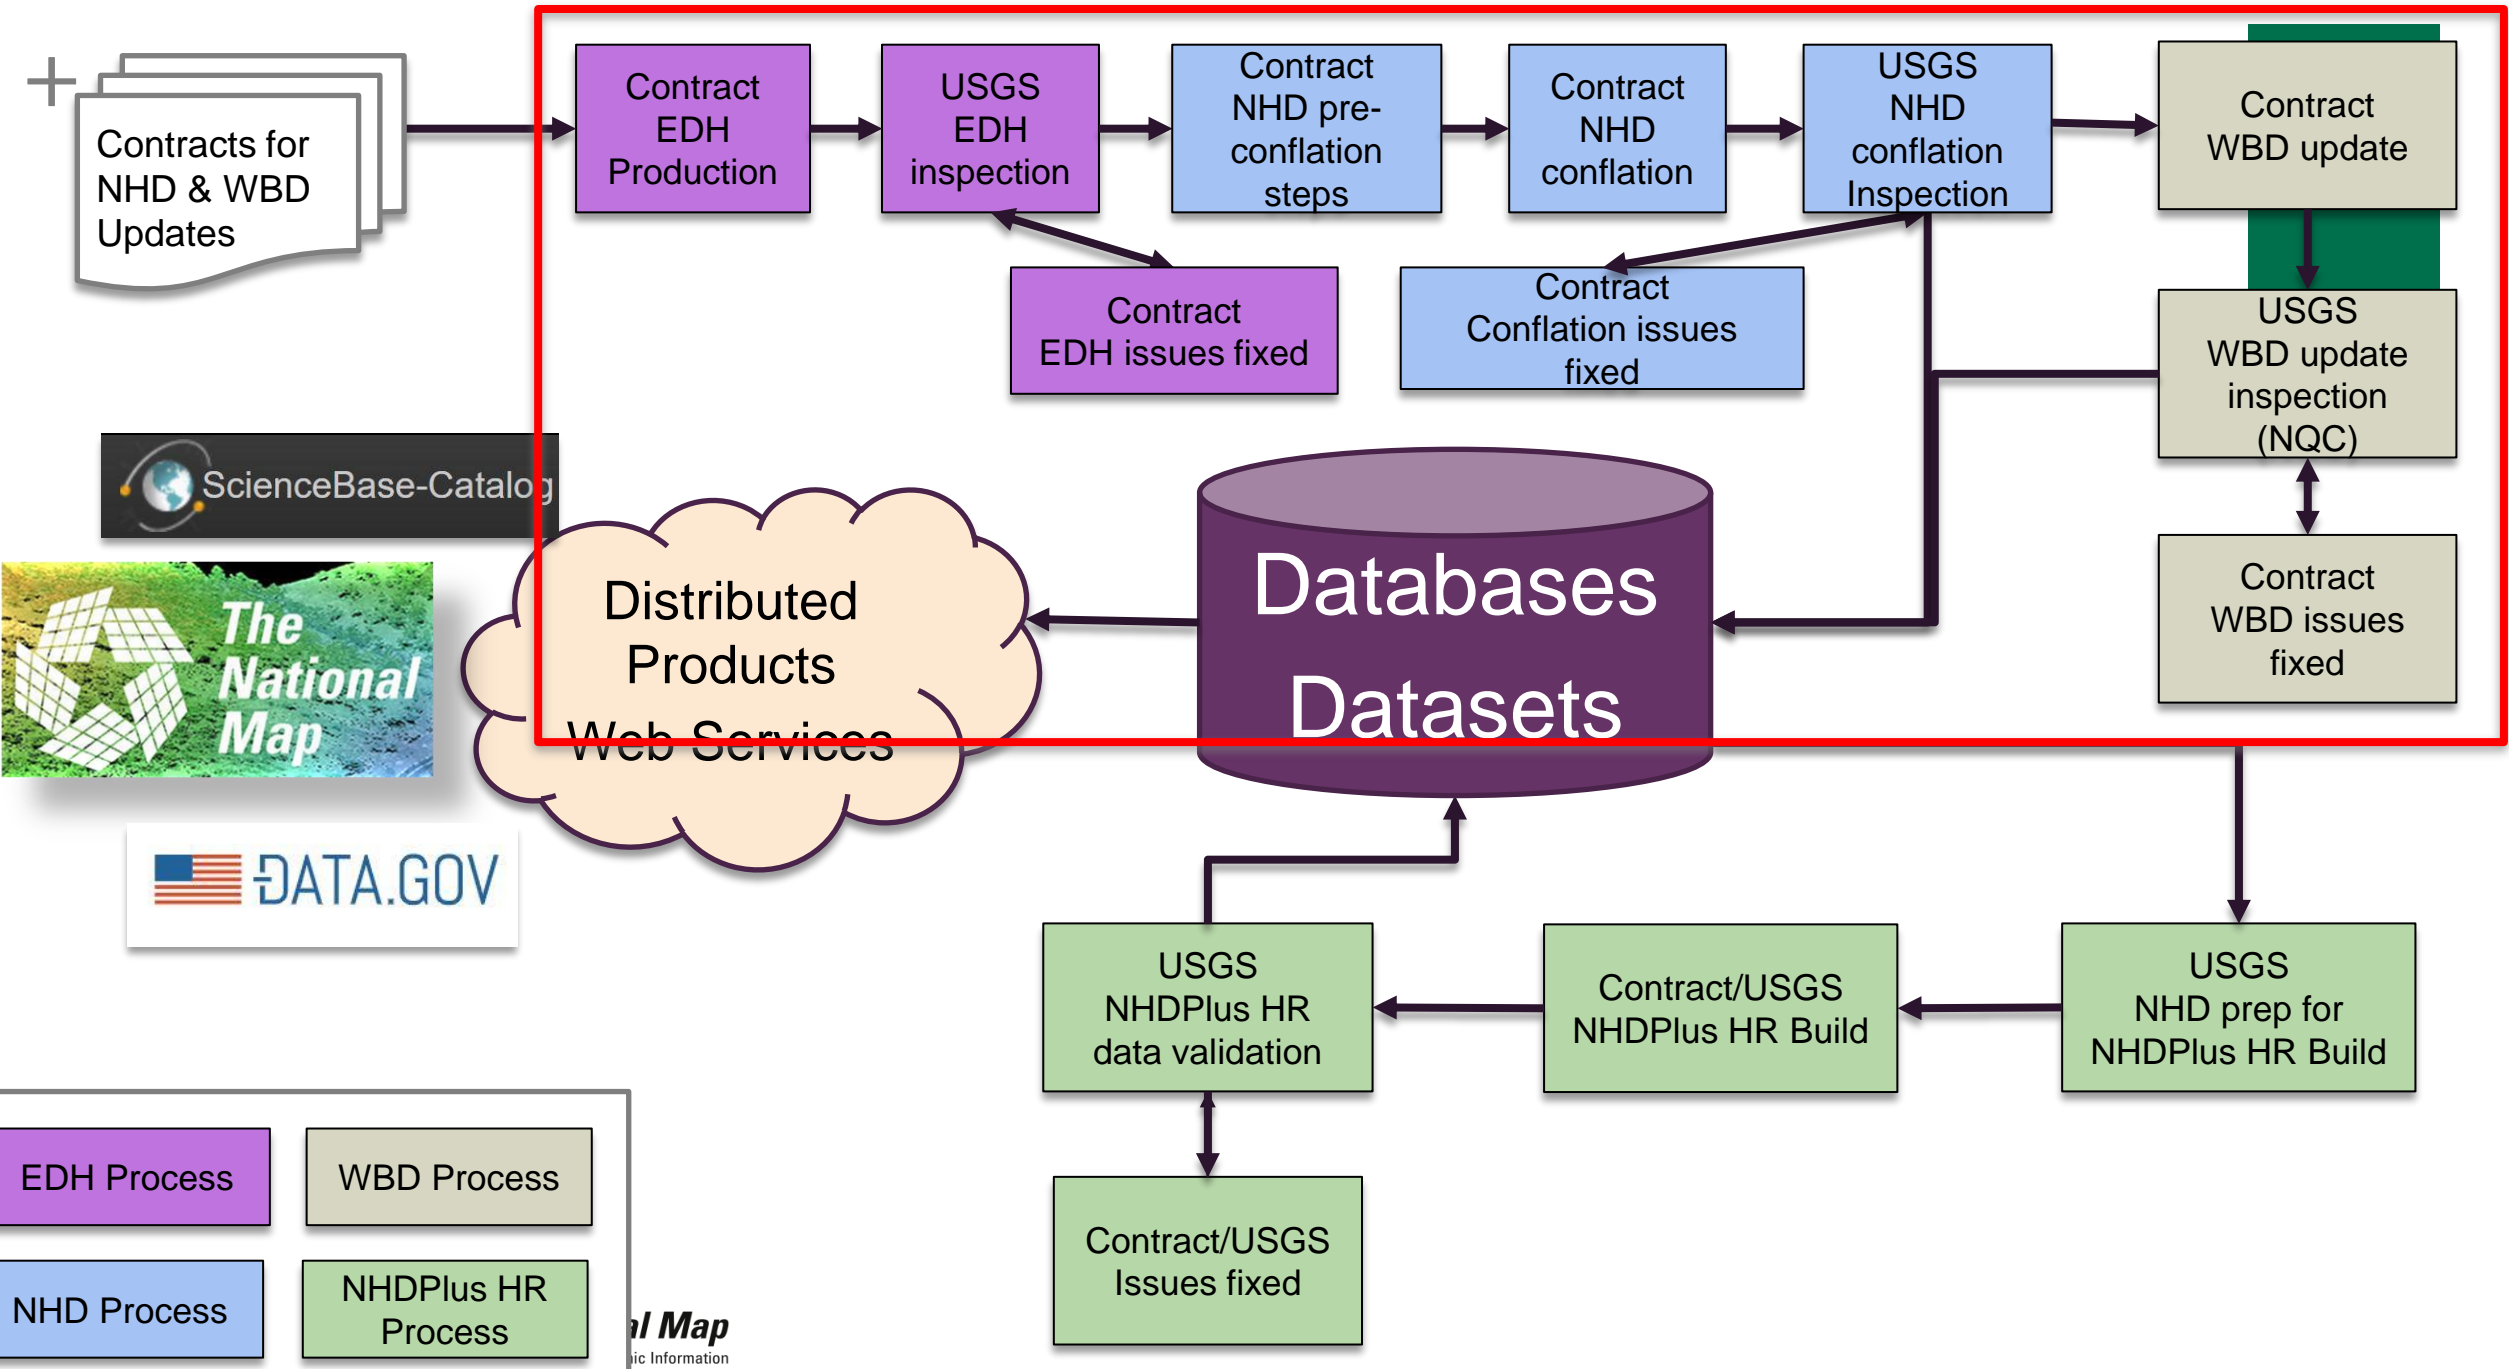 Contracts for
NHD & WBD
Updates
Contract
EDH
Production
USGS
EDH
inspection
Contract
NHD pre-
conflation
steps
Contract
NHD
conflation
USGS
NHD
conflation
Inspection
Contract
WBD update
Contract
EDH issues fixed
Contract
Conflation issues
fixed
USGS
WBD update
inspection
(NQC)
Contract
WBD issues
fixed
ScienceBase-Catalog
The
National
Map
DATA.GOV
Distributed
Products
Web Services
Databases
Datasets
USGS
NHDPlus HR
data validation
Contract/USGS
NHDPlus HR Build
USGS
NHD prep for
NHDPlus HR Build
Contract/USGS
Issues fixed
EDH Process
WBD Process
NHD Process
NHDPlus HR
Process
Map
Information